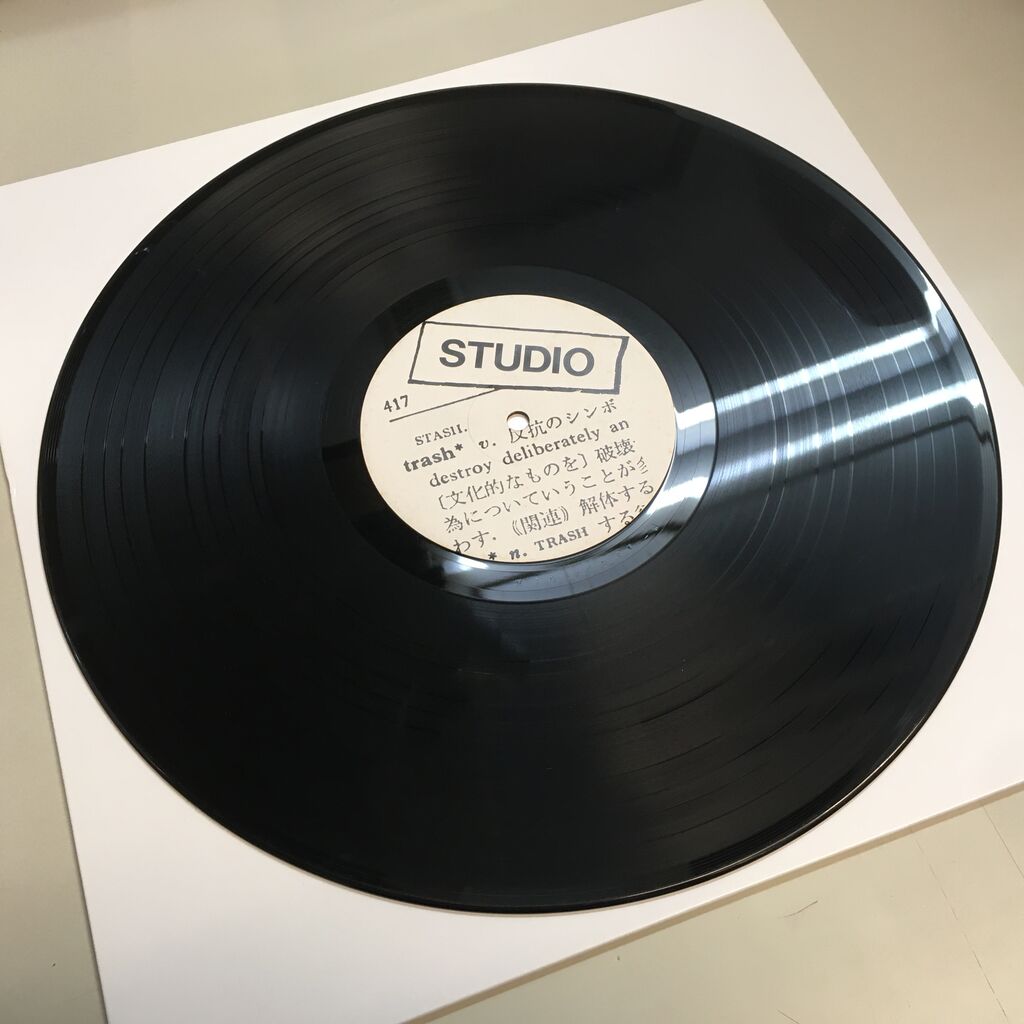 STUDIO
417
STASH.
trash* v. 反抗のシンボ
destroy deliberately an
〔文化的なものを〕破壊
為についていうことが多
わす.《関連》解体する
* n. TRASH する